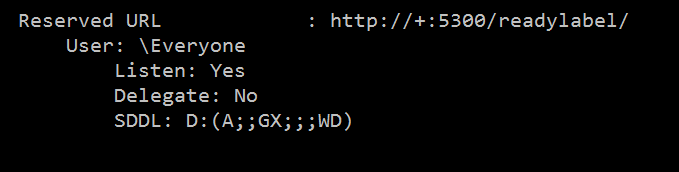 Reserved URL            : http://+:5300/readylabel/
    User: \Everyone
        Listen: Yes
        Delegate: No
        SDDL: D:(A;;GX;;;WD)